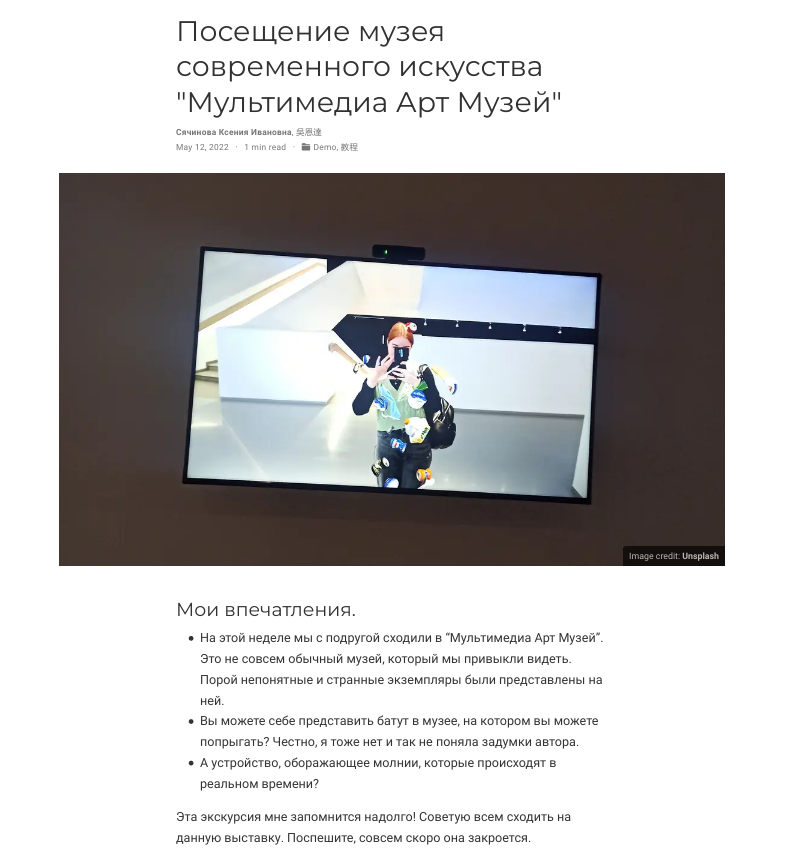 Посещение музея
современного искусства
"Мультимедиа Арт Музей"
Сячинова Ксения Ивановна, 吳恩達
May 12, 2022 · 1 min read · Demo, 教程
Image credit: Unsplash
Мои впечатления.
• На этой неделе мы с подругой сходили в “Мультимедиа Арт Музей”.
Это не совсем обычный музей, который мы привыкли видеть.
Порой непонятные и странные экземпляры были представлены на
ней.
• Вы можете себе представить батут в музее, на котором вы можете
попрыгать? Честно, я тоже нет и так не поняла задумки автора.
• А устройство, оборажающее молнии, которые происходят в
реальном времени?
Эта экскурсия мне запомнится надолго! Советую всем сходить на
данную выставку. Поспешите, совсем скоро она закроется.